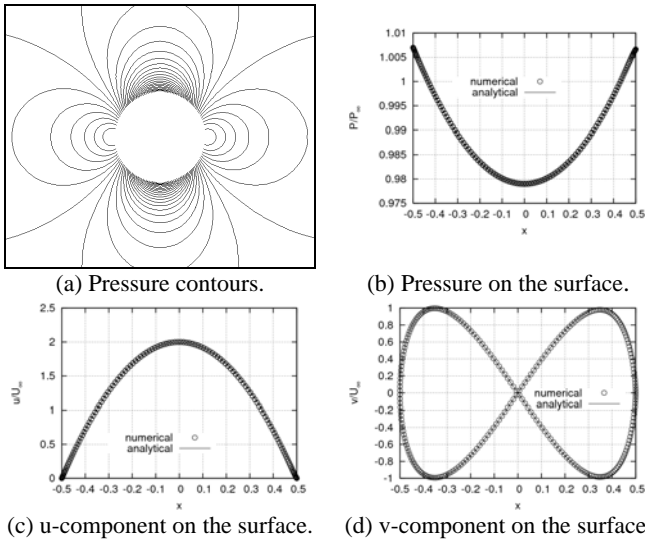 1.01
1.005
1
0.995
0.99
0.985
0.98
0.975
P/P∞
numerical
analytical
-0.5 -0.4 -0.3 -0.2 -0.1 0 0.1 0.2 0.3 0.4 0.5
x
(a) Pressure contours.
(b) Pressure on the surface.
2.5
2
1.5
1
0.5
0
u/U∞
numerical
analytical
-0.5 -0.4 -0.3 -0.2 -0.1 0 0.1 0.2 0.3 0.4 0.5
x
1
0.8
0.6
0.4
0.2
0
-0.2
-0.4
-0.6
-0.8
-1
v/U∞
numerical
analytical
-0.5 -0.4 -0.3 -0.2 -0.1 0 0.1 0.2 0.3 0.4 0.5
x
(c) u-component on the surface.
(d) v-component on the surface